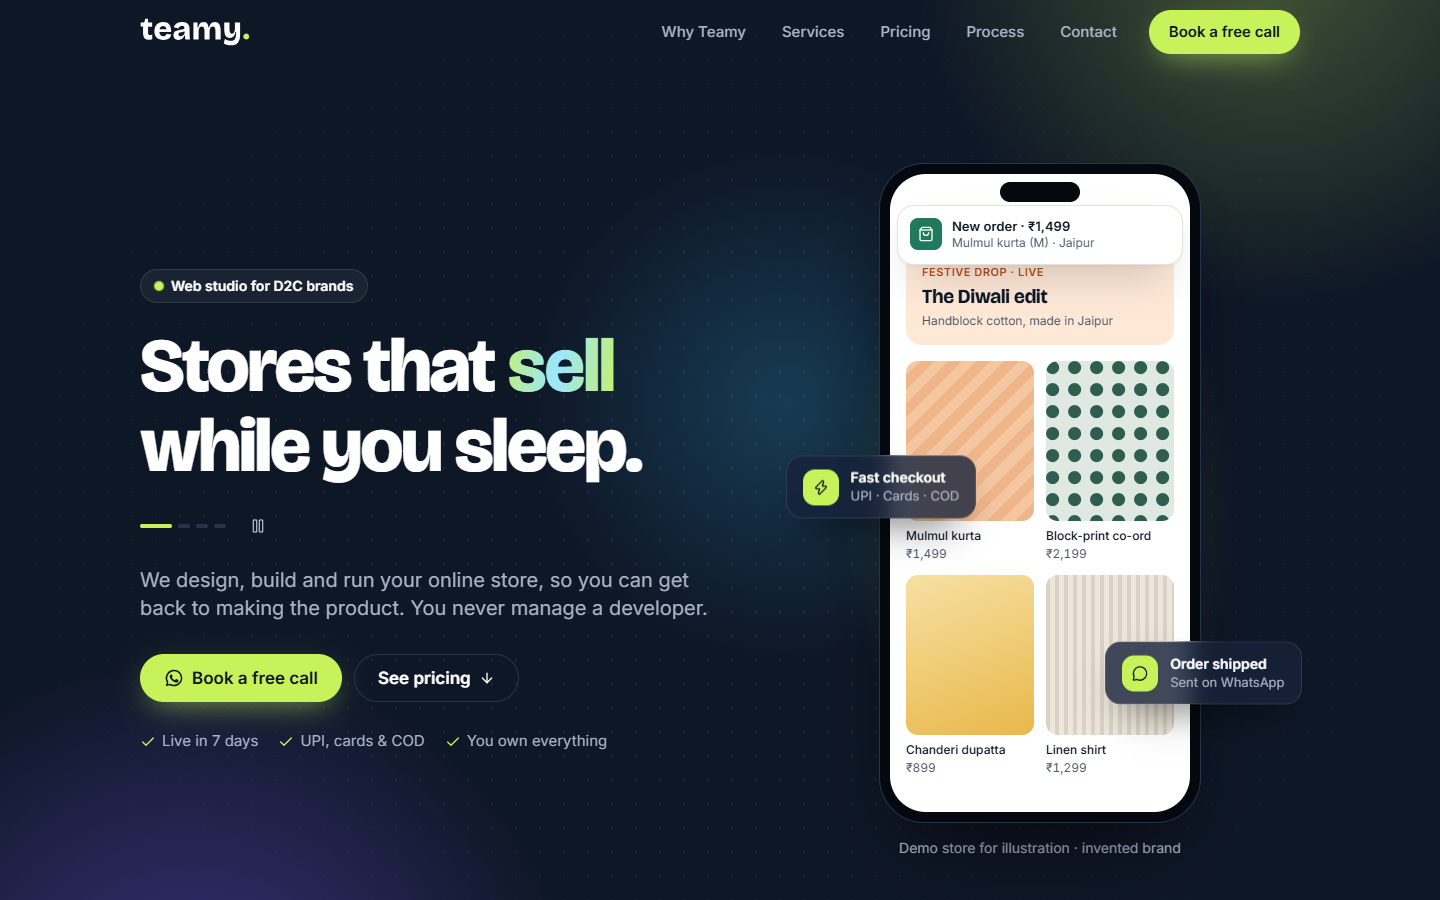 teamy.
Why Teamy
Services
Pricing
Process
Contact
Book a free call
Web studio for D2C brands
Stores that sell
while you sleep.
We design, build and run your online store, so you can get
back to making the product. You never manage a developer.
Book a free call
See pricing
Live in 7 days
UPI, cards & COD
You own everything
New order · ₹1,499
Mulmul kurta (M) · Jaipur
FESTIVE DROP · LIVE
The Diwali edit
Handblock cotton, made in Jaipur
Fast checkout
UPI · Cards · COD
Mulmul kurta
₹1,499
Block-print co-ord
₹2,199
Order shipped
Sent on WhatsApp
Chanderi dupatta
₹899
Linen shirt
₹1,299
Demo store for illustration · invented brand